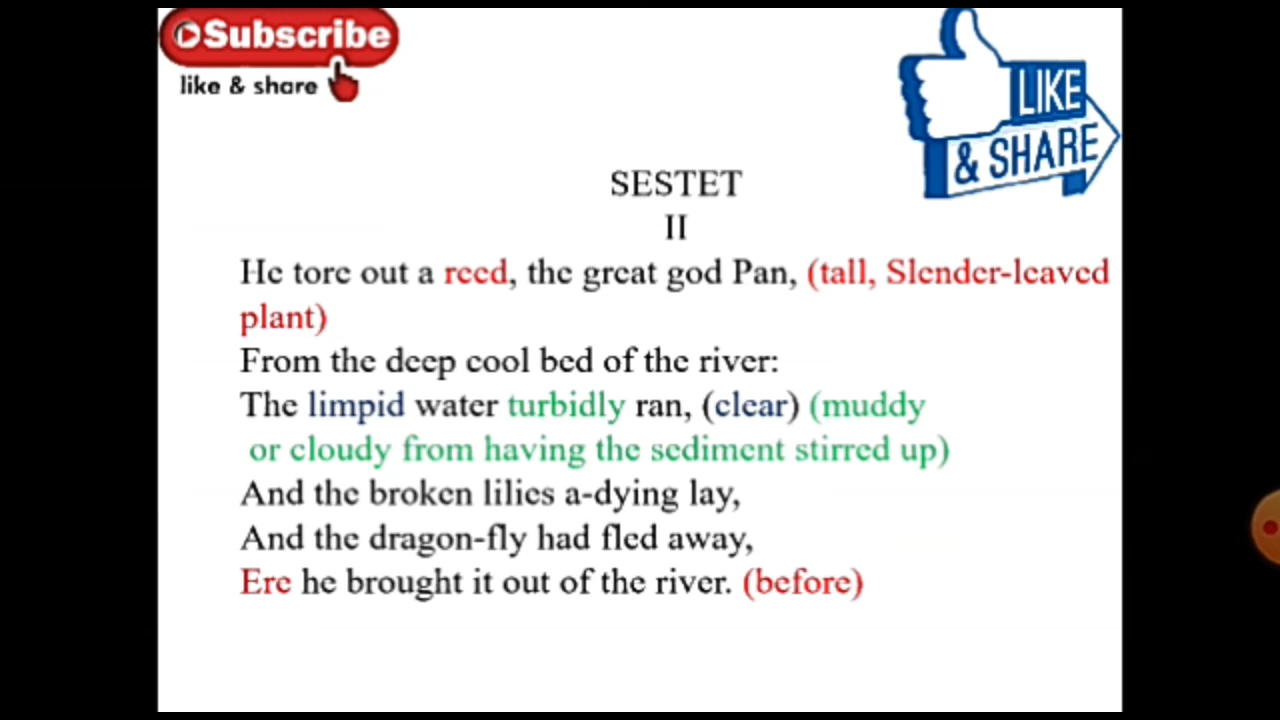 Subscribe
like & share
LIKE
& SHARE
SESTET
II
He tore out a reed, the great god Pan, (tall, Slender-leaved
plant)
From the deep cool bed of the river:
The limpid water turbidly ran, (clear) (muddy
or cloudy from having the sediment stirred up)
And the broken lilies a-dying lay,
And the dragon-fly had fled away,
Ere he brought it out of the river. (before)